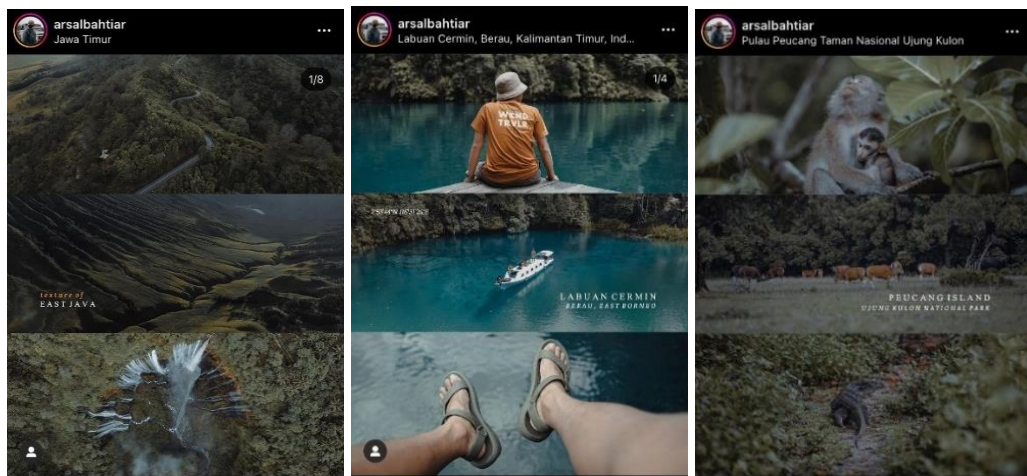 arsalbahtiar
Jawa Timur
1/8
texture of
EAST JAVA
arsalbahtiar
Labuan Cermin, Berau, Kalimantan Timur, Ind...
1/4
WKND
TRVLR
LABUAN CERMIN
BERAU, EAST BORNEO
arsalbahtiar
Pulau Peucang Taman Nasional Ujung Kulon
PEUCANG ISLAND
UJUNG KULON NATIONAL PARK